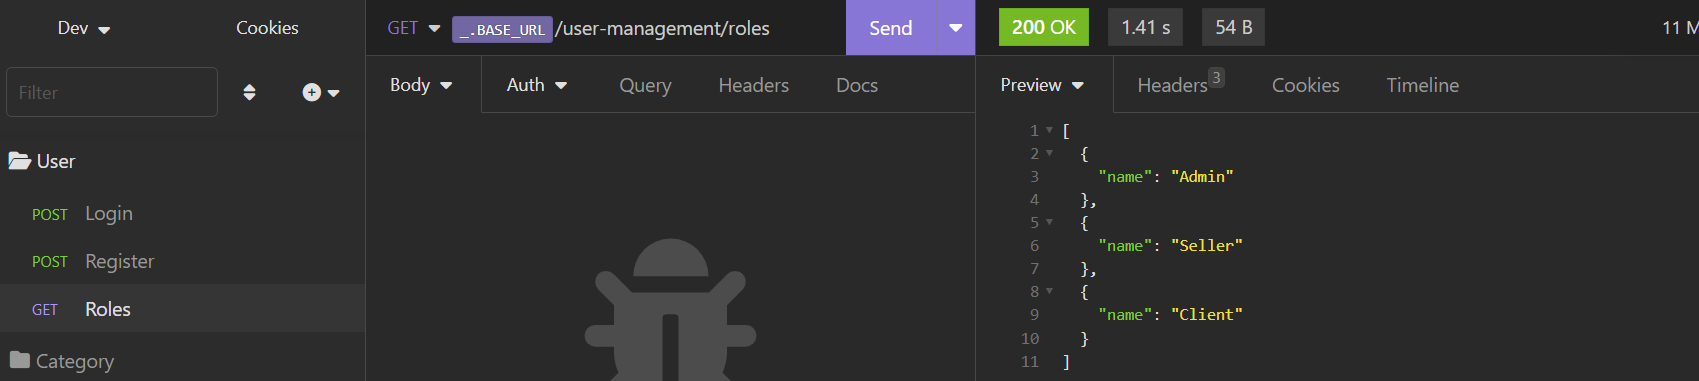 Dev
Cookies
GET
_.BASE_URL/user-management/roles
Send
200 OK
1.41 s
54 B
Filter
Body
Auth
Query
Headers
Docs
Preview
Headers 3
Cookies
Timeline
User
POST Login
POST Register
GET Roles
Category
1 [
2 {
3 "name": "Admin"
4 },
5 {
6 "name": "Seller"
7 },
8 {
9 "name": "Client"
10 }
11 ]